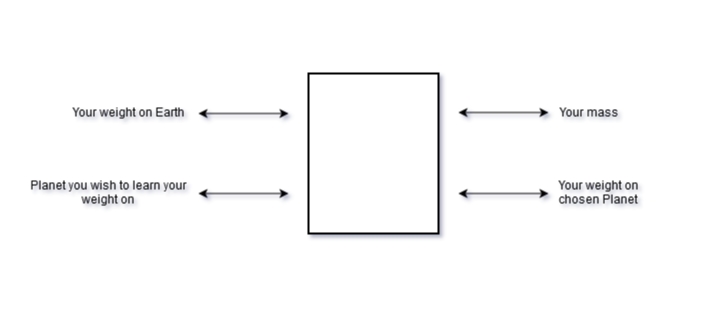 Your weight on Earth
Your mass
Planet you wish to learn your
weight on
Your weight on
chosen Planet